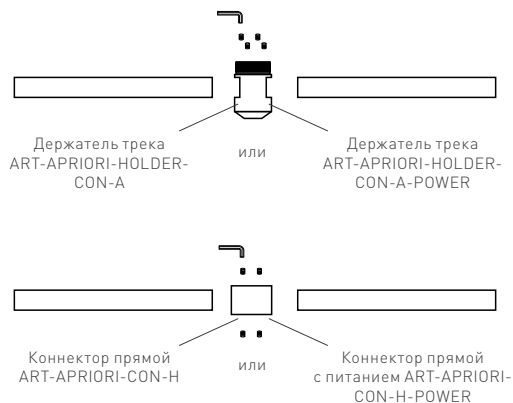 Держатель трека
ART-APRIORI-HOLDER-
CON-A
или
Держатель трека
ART-APRIORI-HOLDER-
CON-A-POWER
Коннектор прямой
ART-APRIORI-CON-H
или
Коннектор прямой
с питанием ART-APRIORI-
CON-H-POWER